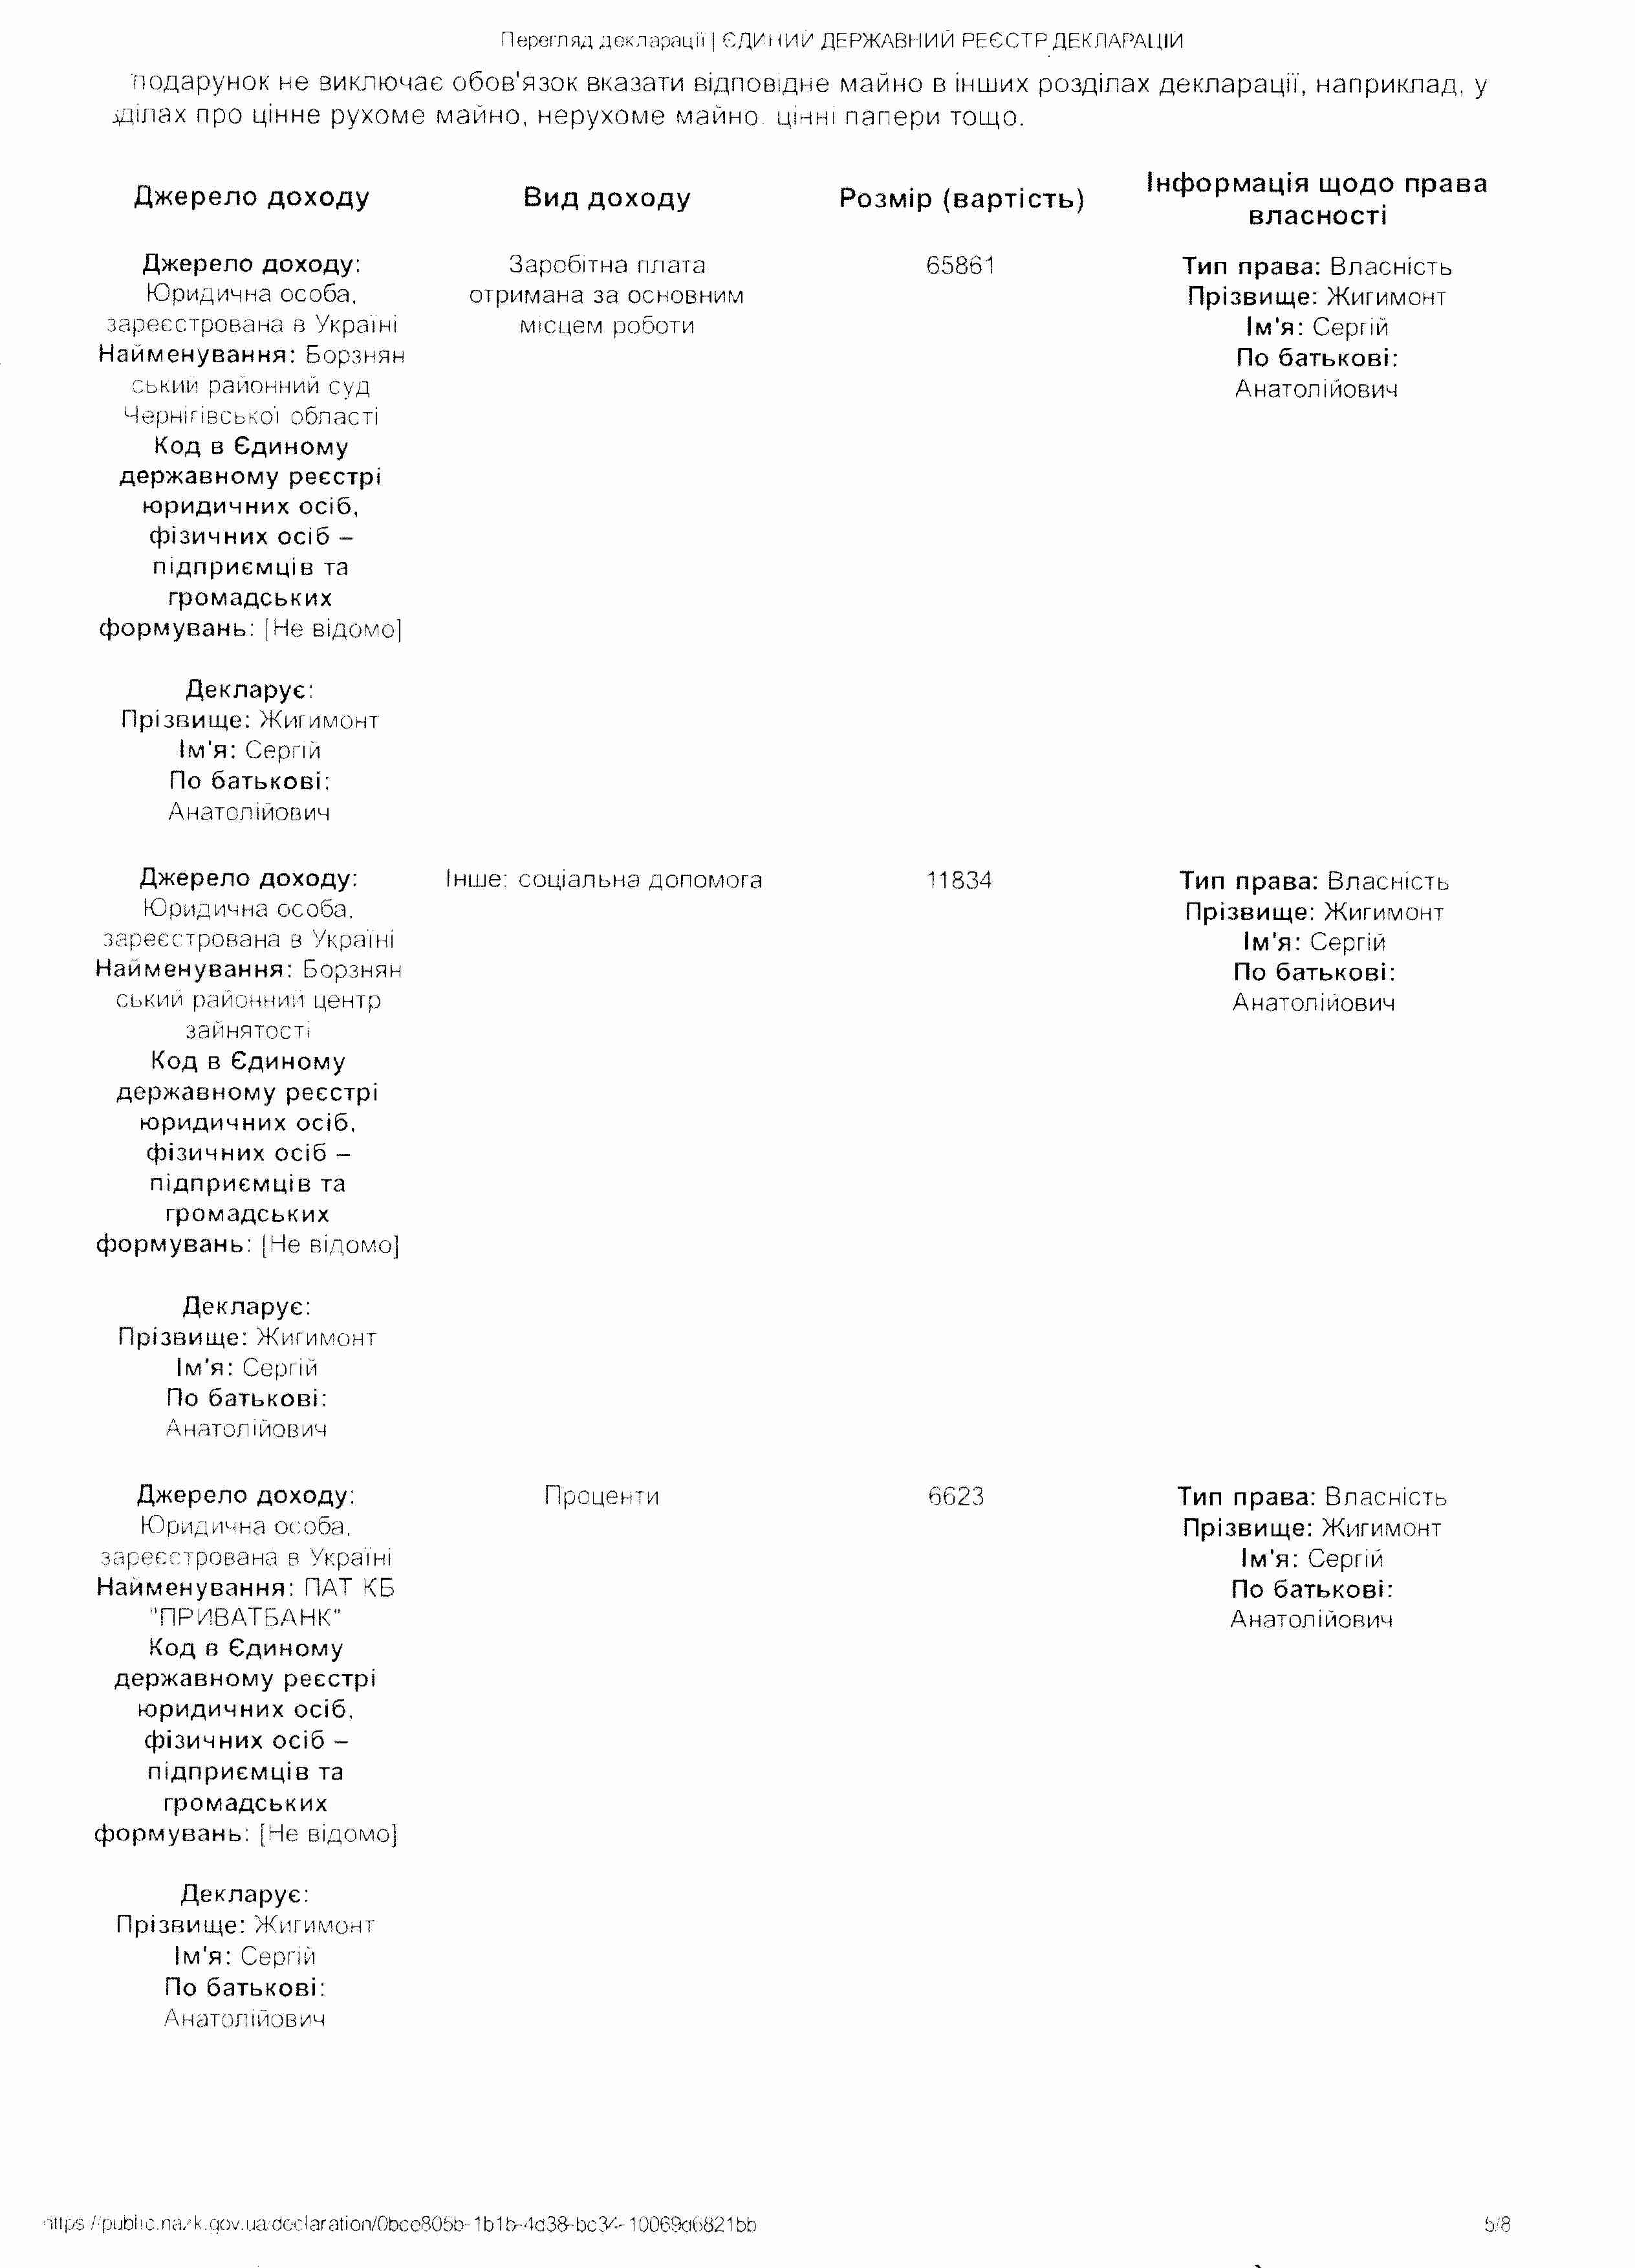 Перегляд декларації | ЄДИНИЙ ДЕРЖАВНИЙ РЕЄСТР ДЕКЛАРАЦІЙ
подарунок не виключає обов'язок вказати відповідне майно в інших розділах декларації, наприклад, у
зділах про цінне рухоме майно, нерухоме майно, цінні папери тощо.
Джерело доходу Вид доходу Розмір (вартість) Інформація щодо права
власності
Джерело доходу: Заробітна плата 65861 Тип права: Власність
Юридична особа, отримана за основним Прізвище: Жигимонт
зареєстрована в Україні місцем роботи Ім'я: Сергій
Найменування: Борзнян По батькові:
ський районний суд Анатолійович
Чернігівської області
Код в Єдиному
державному реєстрі
юридичних осіб,
фізичних осіб –
підприємців та
громадських
формувань: [Не відомо]
Декларує:
Прізвище: Жигимонт
Ім'я: Сергій
По батькові:
Анатолійович
Джерело доходу: Інше: соціальна допомога 11834 Тип права: Власність
Юридична особа, Прізвище: Жигимонт
зареєстрована в Україні Ім'я: Сергій
Найменування: Борзнян По батькові:
ський районний центр Анатолійович
зайнятості
Код в Єдиному
державному реєстрі
юридичних осіб,
фізичних осіб –
підприємців та
громадських
формувань: [Не відомо]
Декларує:
Прізвище: Жигимонт
Ім'я: Сергій
По батькові:
Анатолійович
Джерело доходу: Проценти 6623 Тип права: Власність
Юридична особа, Прізвище: Жигимонт
зареєстрована в Україні Ім'я: Сергій
Найменування: ПАТ КБ По батькові:
"ПРИВАТБАНК" Анатолійович
Код в Єдиному
державному реєстрі
юридичних осіб,
фізичних осіб –
підприємців та
громадських
формувань: [Не відомо]
Декларує:
Прізвище: Жигимонт
Ім'я: Сергій
По батькові:
Анатолійович
5/8